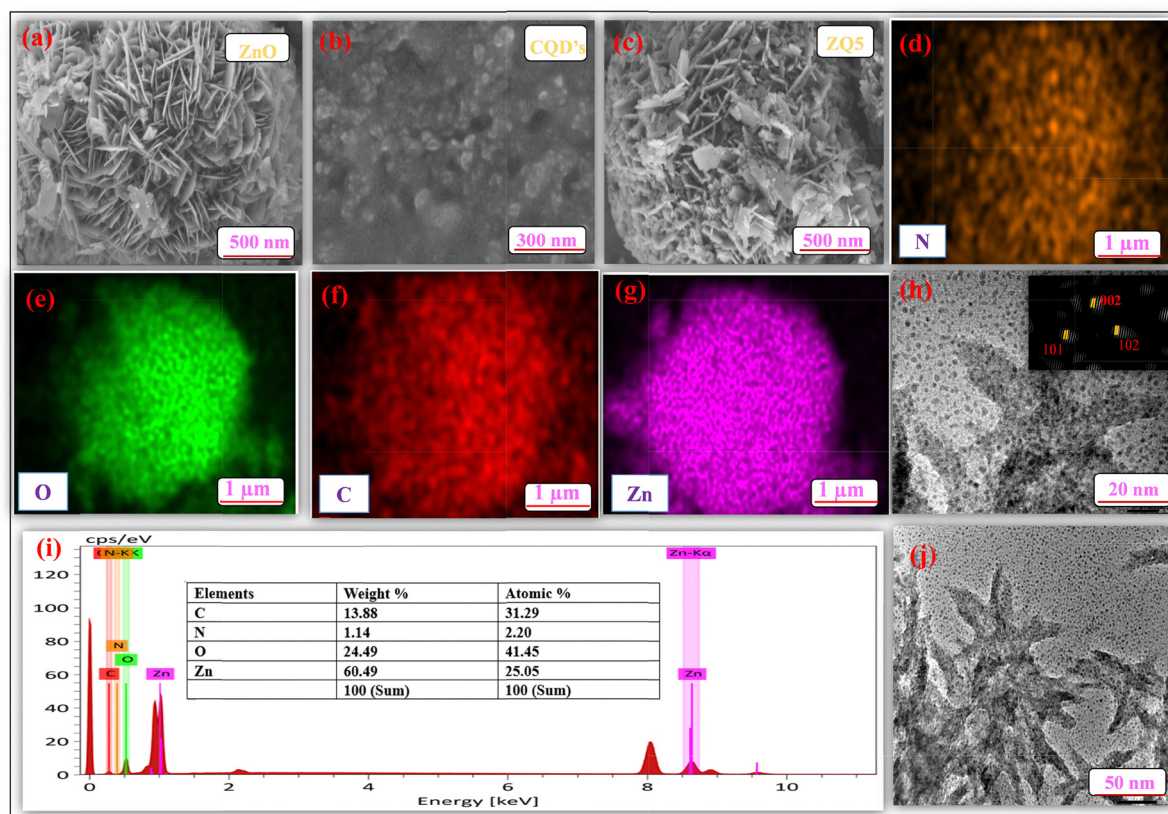 (a)
ZnO
500 nm
(b)
CQD's
300 nm
(c)
ZQ5
500 nm
(d)
N
1 μm
(e)
O
1 μm
(f)
C
1 μm
(g)
Zn
1 μm
(h)
002
101
102
20 nm
(i)
cps/eV
N-K
Zn-Kα
120
100
80
60
40
20
0
Elements Weight % Atomic %
C 13.88 31.29
N 1.14 2.20
O 24.49 41.45
Zn 60.49 25.05
100 (Sum) 100 (Sum)
N
O
C
Zn
Zn
0 2 4 6 8 10
Energy [keV]
(j)
50 nm